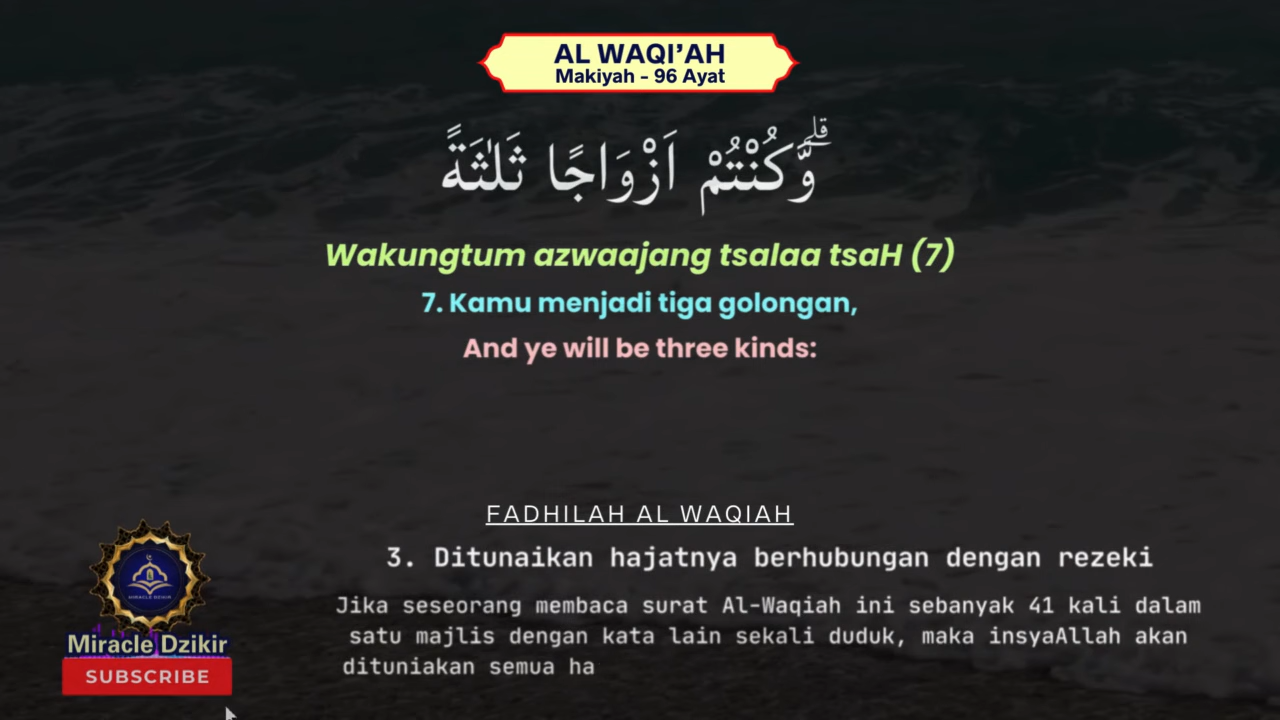 AL WAQI’AH
Makiyah - 96 Ayat
وَّكُنْتُمْ اَزْوَاجًا ثَلٰثَةًۗ
Wakungtum azwaajang tsalaa tsaH (7)
7. Kamu menjadi tiga golongan,
And ye will be three kinds:
FADHILAH AL WAQIAH
3. Ditunaikan hajatnya berhubungan dengan rezeki
Jika seseorang membaca surat Al-Waqiah ini sebanyak 41 kali dalam
satu majlis dengan kata lain sekali duduk, maka insyaAllah akan
dituniakan semua ha
MIRACLE DZIKIR
Miracle Dzikir
SUBSCRIBE